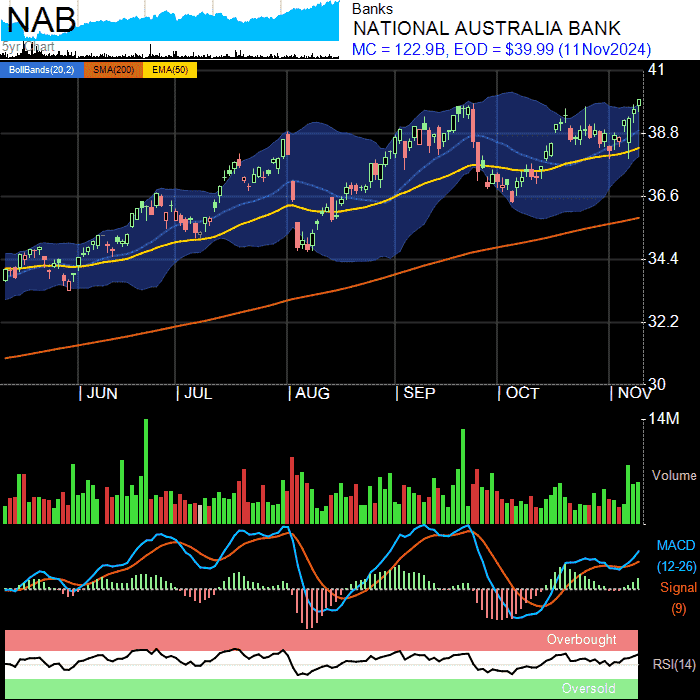 NAB
5yr Chart
Banks
NATIONAL AUSTRALIA BANK
MC = 122.9B, EOD = $39.99 (11Nov2024)
BollBands(20,2) SMA(200) EMA(50)
41
38.8
36.6
34.4
32.2
30
JUN JUL AUG SEP OCT NOV
14M
Volume
MACD
(12-26)
Signal
(9)
Overbought
RSI(14)
Oversold